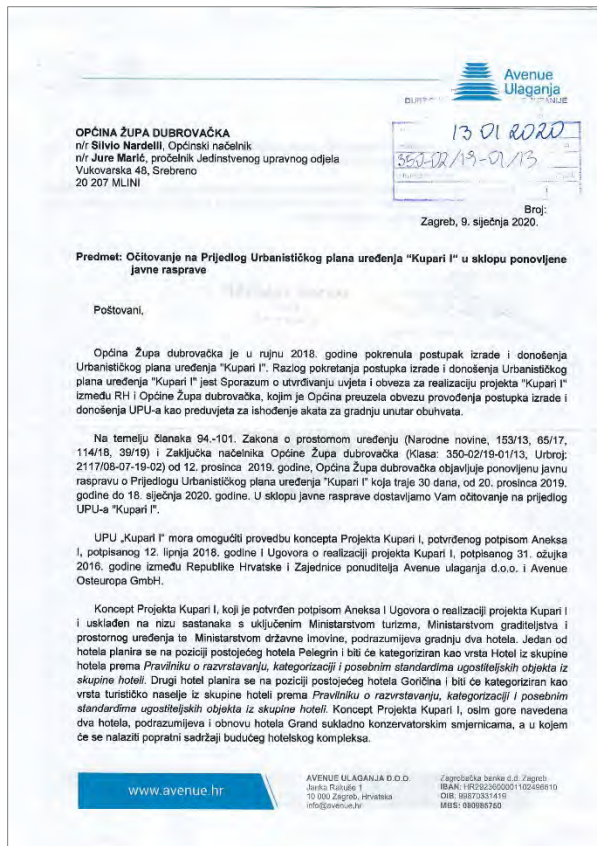 Avenue
Ulaganja
13 01 2020
350-02/19-01/13
OPĆINA ŽUPA DUBROVAČKA
n/r Silvio Nardelli, Općinski načelnik
n/r Jure Marić, pročelnik Jedinstvenog upravnog odjela
Vukovarska 48, Srebreno
20 207 MLINI
Broj:
Zagreb, 9. siječnja 2020.
Predmet: Očitovanje na Prijedlog Urbanističkog plana uređenja "Kupari I" u sklopu ponovljene
javne rasprave
Poštovani,
Općina Župa dubrovačka je u rujnu 2018. godine pokrenula postupak izrade i donošenja
Urbanističkog plana uređenja "Kupari I". Razlog pokretanja postupka izrade i donošenja Urbanističkog
plana uređenja "Kupari I" jest Sporazum o utvrđivanju uvjeta i obveza za realizaciju projekta "Kupari I"
između RH i Općine Župa dubrovačka, kojim je Općina preuzela obvezu provođenja postupka izrade i
donošenja UPU-a kao preduvjeta za ishođenje akata za gradnju unutar obuhvata.
Na temelju članaka 94.-101. Zakona o prostornom uređenju (Narodne novine, 153/13, 65/17,
114/18, 39/19) i Zaključka načelnika Općine Župa dubrovačka (Klasa: 350-02/19-01/13, Urbroj:
2117/08-07-19-02) od 12. prosinca 2019. godine, Općina Župa dubrovačka objavljuje ponovljenu javnu
raspravu o Prijedlogu Urbanističkog plana uređenja "Kupari I" koja traje 30 dana, od 20. prosinca 2019.
godine do 18. siječnja 2020. godine. U sklopu javne rasprave dostavljamo Vam očitovanje na prijedlog
UPU-a "Kupari I".
UPU „Kupari I" mora omogućiti provedbu koncepta Projekta Kupari I, potvrđenog potpisom Aneksa
I, potpisanog 12. lipnja 2018. godine I Ugovora o realizaciji projekta Kupari I, potpisanog 31. ožujka
2016. godine između Republike Hrvatske i Zajednice ponuditelja Avenue ulaganja d.o.o. i Avenue
Osteuropa GmbH.
Koncept Projekta Kupari I, koji je potvrđen potpisom Aneksa I Ugovora o realizaciji projekta Kupari I
i usklađen na nizu sastanaka s uključenim Ministarstvom turizma, Ministarstvom graditeljstva i
prostornog uređenja te Ministarstvom državne imovine, podrazumijeva gradnju dva hotela. Jedan od
hotela planira se na poziciji postojećeg hotela Pelegrin i biti će kategoriziran kao vrsta Hotel iz skupine
hotela prema Pravilniku o razvrstavanju, kategorizaciji i posebnim standardima ugostiteljskih objekta iz
skupine hoteli. Drugi hotel planira se na poziciji postojećeg hotela Goričina i biti će kategoriziran kao
vrsta turističko naselje iz skupine hoteli prema Pravilniku o razvrstavanju, kategorizaciji i posebnim
standardima ugostiteljskih objekta iz skupine hoteli. Koncept Projekta Kupari I, osim gore navedena
dva hotela, podrazumijeva i obnovu hotela Grand sukladno konzervatorskim smjernicama, a u kojem
će se nalaziti popratni sadržaji budućeg hotelskog kompleksa.
www.avenue.hr
AVENUE ULAGANJA D.O.O.
Janka Rakuše 1
10 000 Zagreb, Hrvatska
info@avenue.hr
Zagrebačka banka d.d. Zagreb
IBAN: HR2923600001102496810
OIB: 99870331419
MBS: 080986760